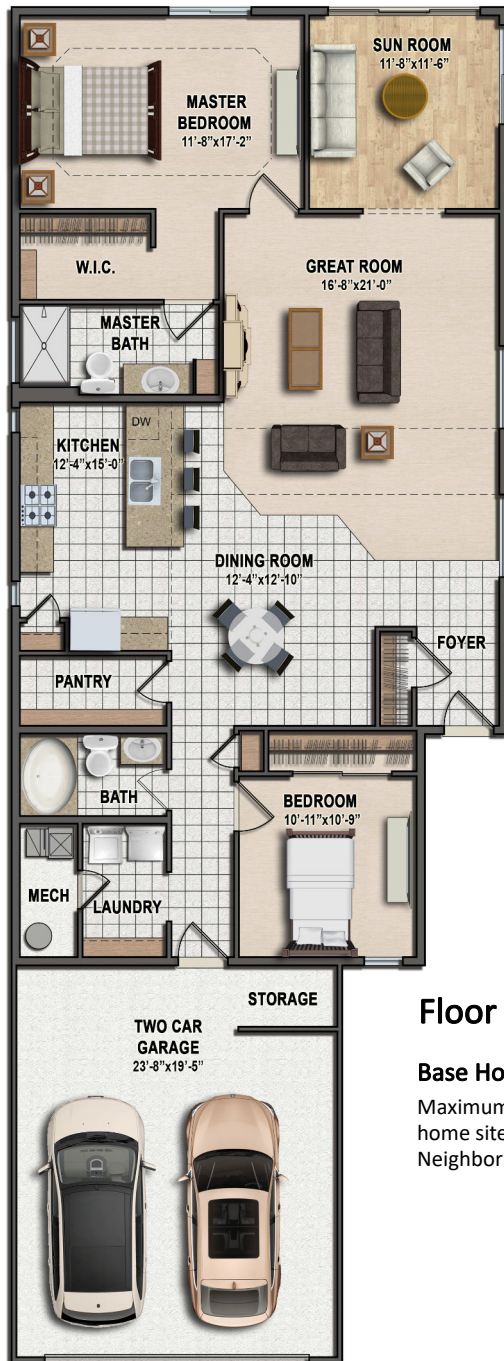 SUN ROOM
11'-8"x11'-6"
MASTER
BEDROOM
11'-8"x17'-2"
W.I.C.
GREAT ROOM
16'-8"x21'-0"
MASTER
BATH
DW
KITCHEN
12'-4"x15'-0"
DINING ROOM
12'-4"x12'-10"
FOYER
PANTRY
BATH
BEDROOM
10'-11"x10'-9"
MECH
LAUNDRY
STORAGE
TWO CAR
GARAGE
23'-8"x19'-5"
Floor
Base Ho
Maximum
home site
Neighbor